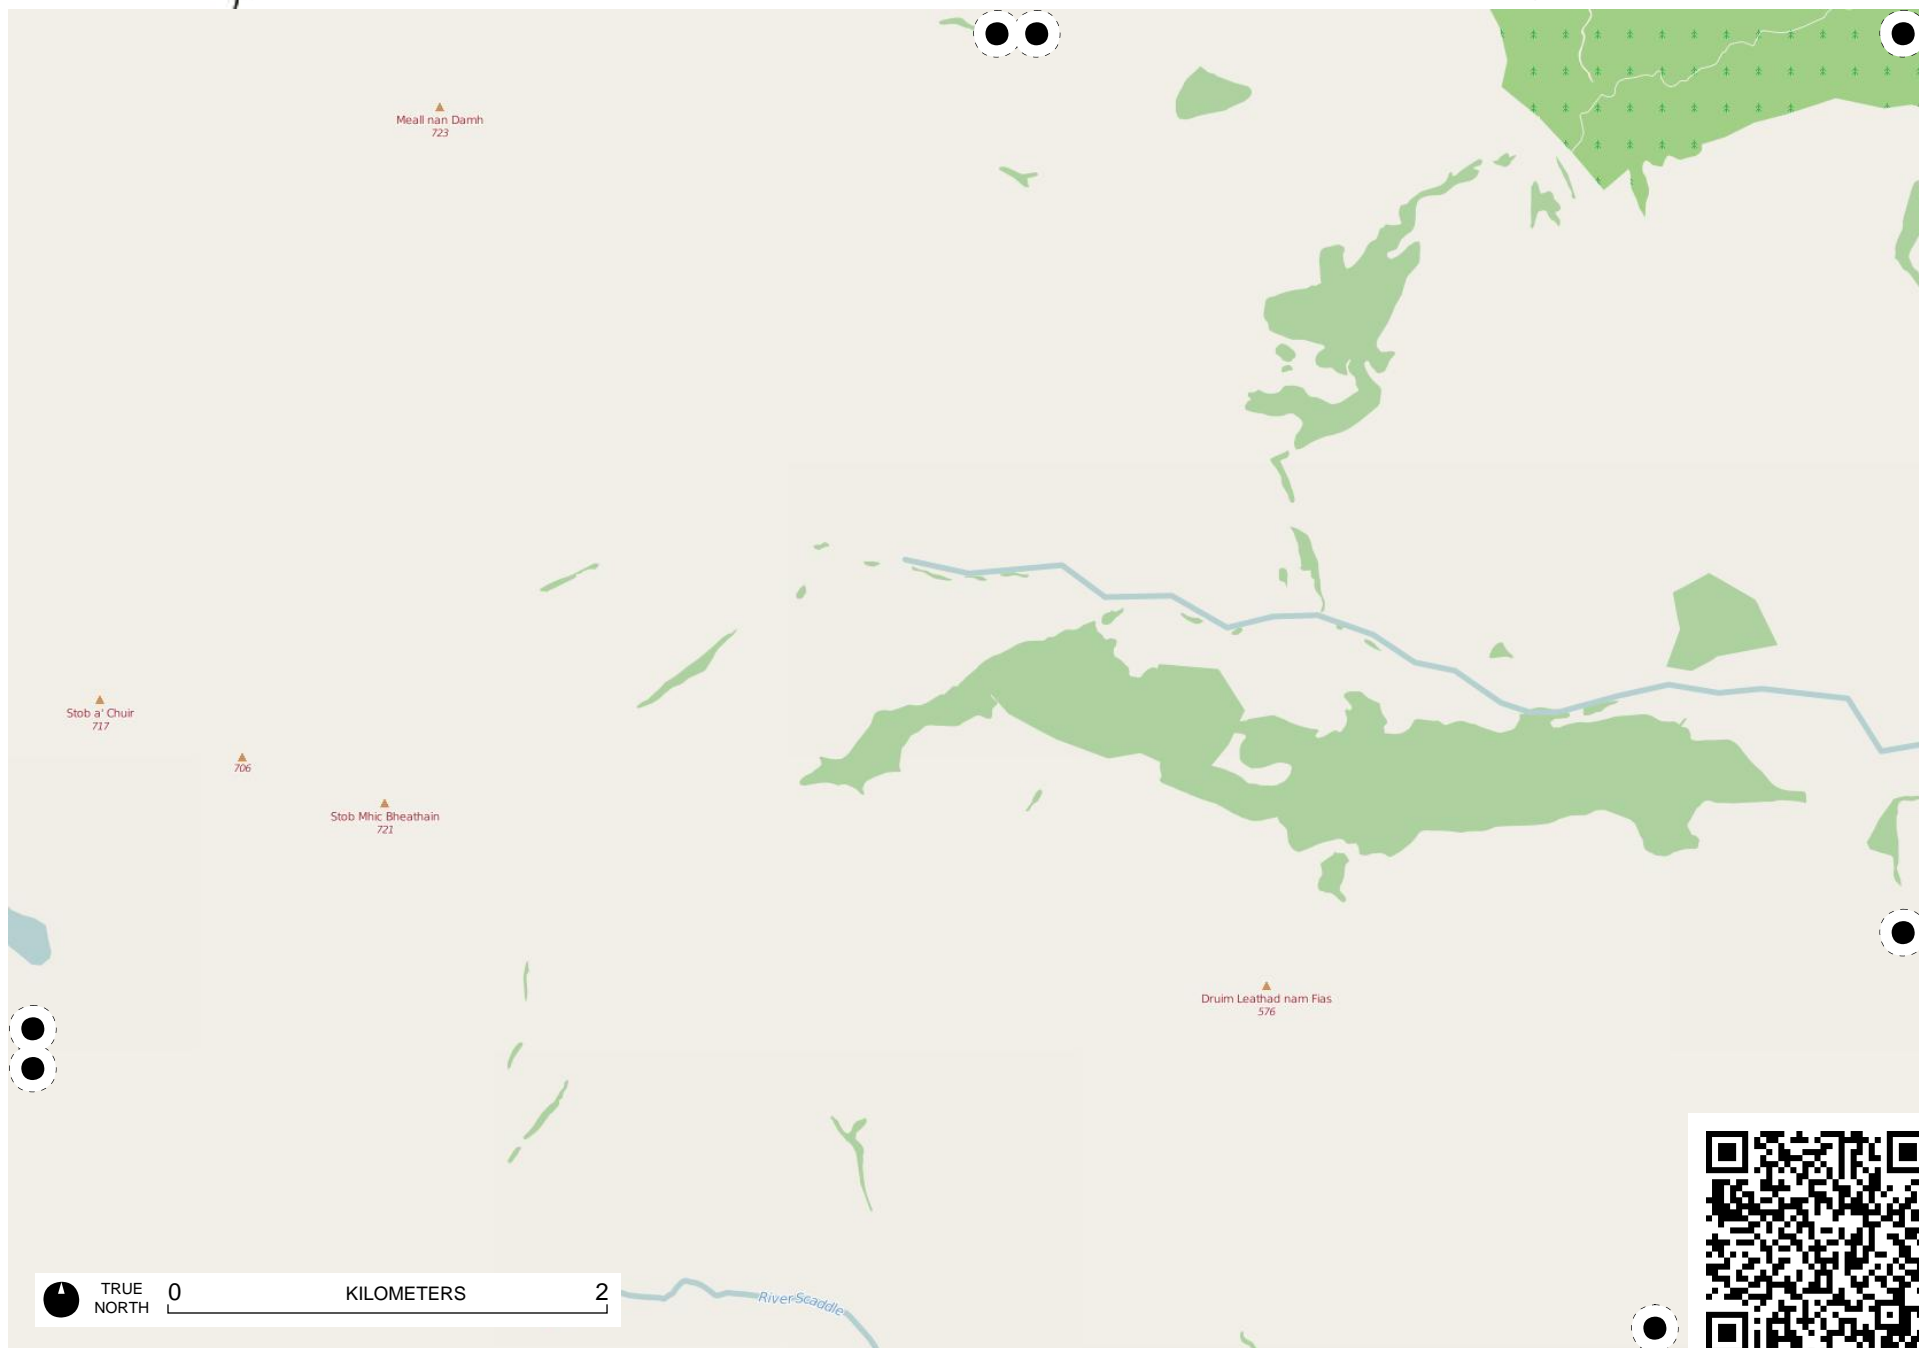 Meall nan Damh
723
Stob a' Chuir
717
706
Stob Mhic Bheathain
721
Druim Leathad nam Fias
576
River Scaddle
TRUE
NORTH
0 KILOMETERS 2